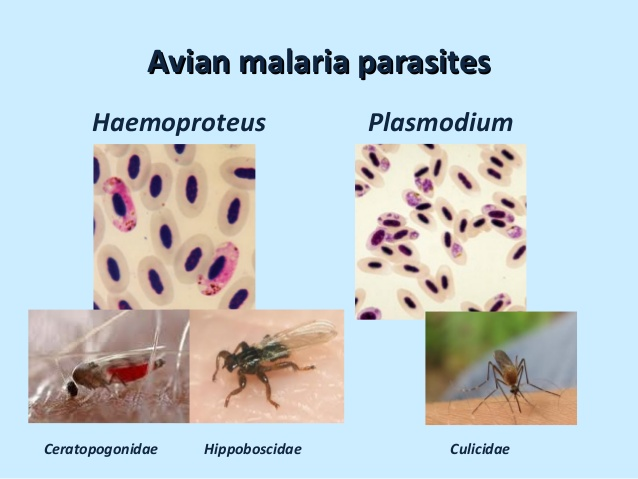 Avian malaria parasites
Haemoproteus
Plasmodium
Ceratopogonidae
Hippoboscidae
Culicidae